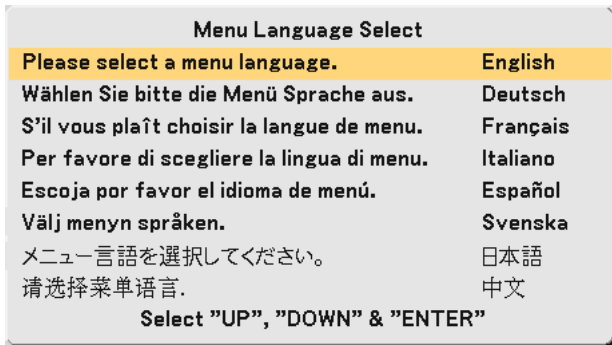 Menu Language Select
Please select a menu language. English
Wählen Sie bitte die Menü Sprache aus. Deutsch
S'il vous plaît choisir la langue de menu. Français
Per favore di scegliere la lingua di menu. Italiano
Escoja por favor el idioma de menú. Español
Välj menyn språken. Svenska
メニュー言語を選択してください。 日本語
请选择菜单语言. 中文
Select ”UP”, ”DOWN” & ”ENTER”